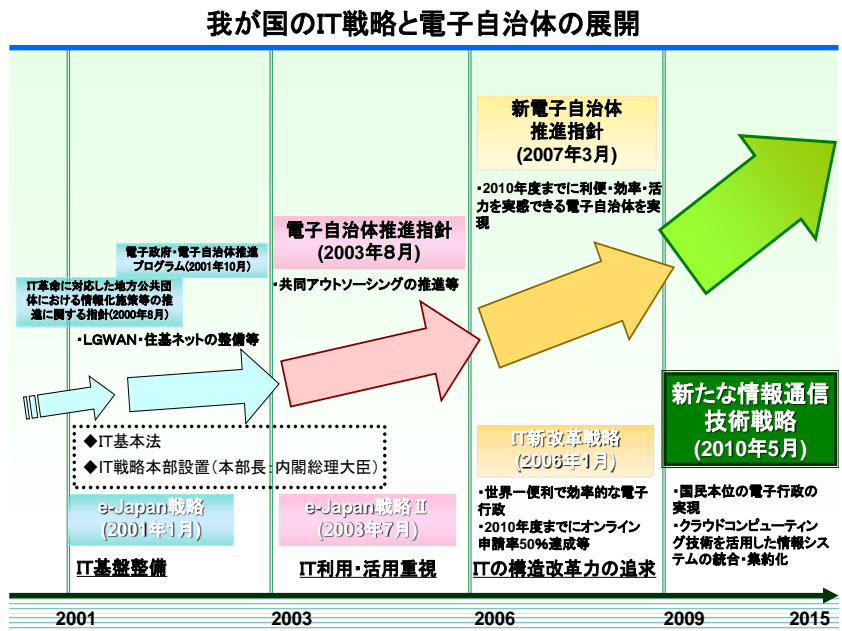 我が国のIT戦略と電子自治体の展開
新電子自治体
推進指針
(2007年3月)
・2010年度までに利便・効率・活
力を実感できる電子自治体を実
現
電子自治体推進指針
(2003年８月)
・共同アウトソーシングの推進等
電子政府・電子自治体推進
プログラム(2001年10月)
IT革命に対応した地方公共団
体における情報化施策等の推
進に関する指針(2000年8月)
・LGWAN・住基ネットの整備等
◆IT基本法
◆IT戦略本部設置(本部長：内閣総理大臣)
e-Japan戦略
(2001年1月)
IT基盤整備
e-Japan戦略Ⅱ
(2003年7月)
IT利用・活用重視
IT新改革戦略
(2006年1月)
・世界一便利で効率的な電子
行政
・2010年度までにオンライン
申請率50%達成等
ITの構造改革力の追求
新たな情報通信
技術戦略
(2010年5月)
・国民本位の電子行政の
実現
・クラウドコンピューティン
グ技術を活用した情報シス
テムの統合・集約化
2001
2003
2006
2009
2015